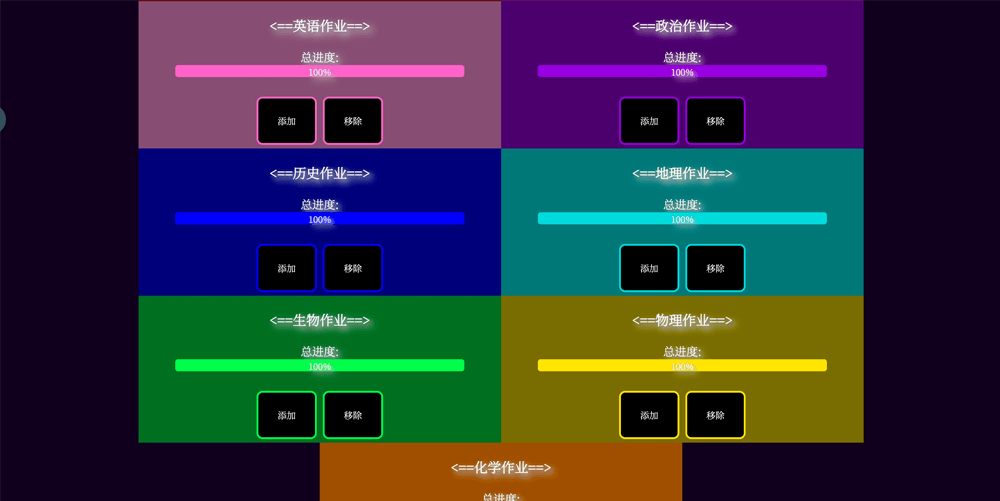 <==英语作业==>
总进度:
100%
添加
移除
<==政治作业==>
总进度:
100%
添加
移除
<==历史作业==>
总进度:
100%
添加
移除
<==地理作业==>
总进度:
100%
添加
移除
<==生物作业==>
总进度:
100%
添加
移除
<==物理作业==>
总进度:
100%
添加
移除
<==化学作业==>
总进度: